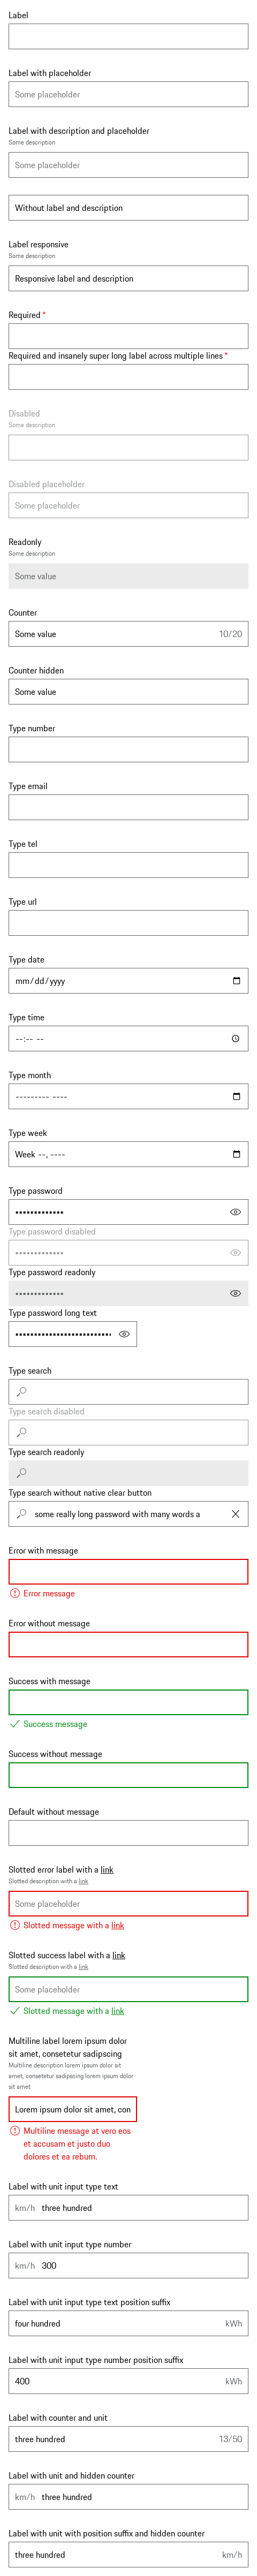 Label
Label with placeholder
Some placeholder
Label with description and placeholder
Some description
Some placeholder
Without label and description
Label responsive
Some description
Responsive label and description
Required *
Required and insanely super long label across multiple lines *
Disabled
Some description
Disabled placeholder
Some placeholder
Readonly
Some description
Some value
Counter
Some value 10/20
Counter hidden
Some value
Type number
Type email
Type tel
Type url
Type date
mm/dd/yyyy
Type time
--:-- --
Type month
--------- ----
Type week
Week --, ----
Type password
•••••••••••••
Type password disabled
•••••••••••••
Type password readonly
•••••••••••••
Type password long text
••••••••••••••••••••••••••
Type search
Type search disabled
Type search readonly
Type search without native clear button
some really long password with many words a
Error with message
Error message
Error without message
Success with message
Success message
Success without message
Default without message
Slotted error label with a link
Slotted description with a link
Some placeholder
Slotted message with a link
Slotted success label with a link
Slotted description with a link
Some placeholder
Slotted message with a link
Multiline label lorem ipsum dolor
sit amet, consetetur sadipscing
Multiline description lorem ipsum dolor sit
amet, consetetur sadipscing lorem ipsum dolor
sit amet
Lorem ipsum dolor sit amet, con
Multiline message at vero eos
et accusam et justo duo
dolores et ea rebum.
Label with unit input type text
km/h three hundred
Label with unit input type number
km/h 300
Label with unit input type text position suffix
four hundred kWh
Label with unit input type number position suffix
400 kWh
Label with counter and unit
three hundred 13/50
Label with unit and hidden counter
km/h three hundred
Label with unit with position suffix and hidden counter
three hundred km/h